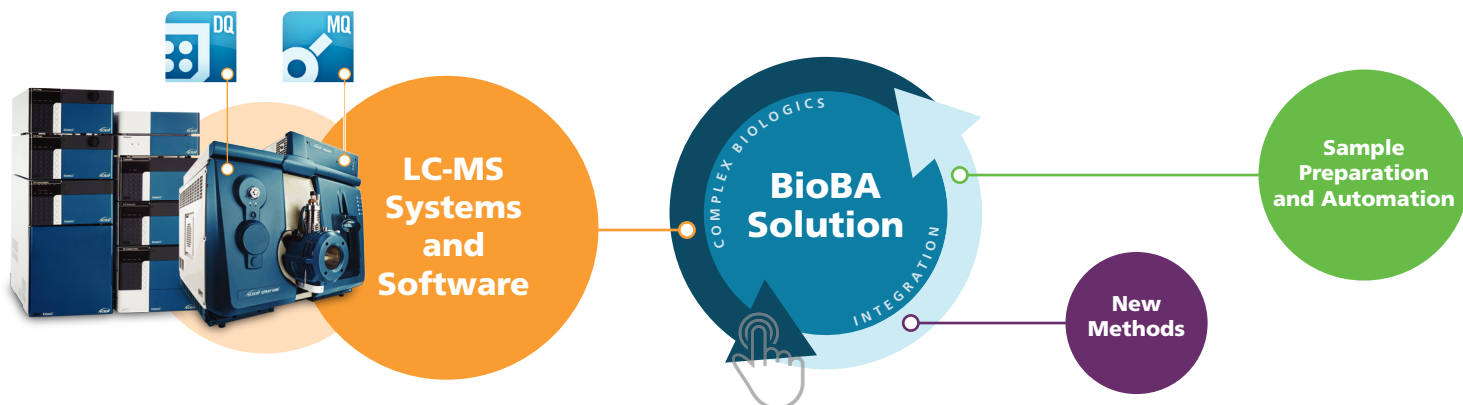 DQ
MQ
LC-MS
Systems
and
Software
COMPLEX BIOLOGICS
INTEGRATION
BioBA
Solution
Sample
Preparation
and Automation
New
Methods